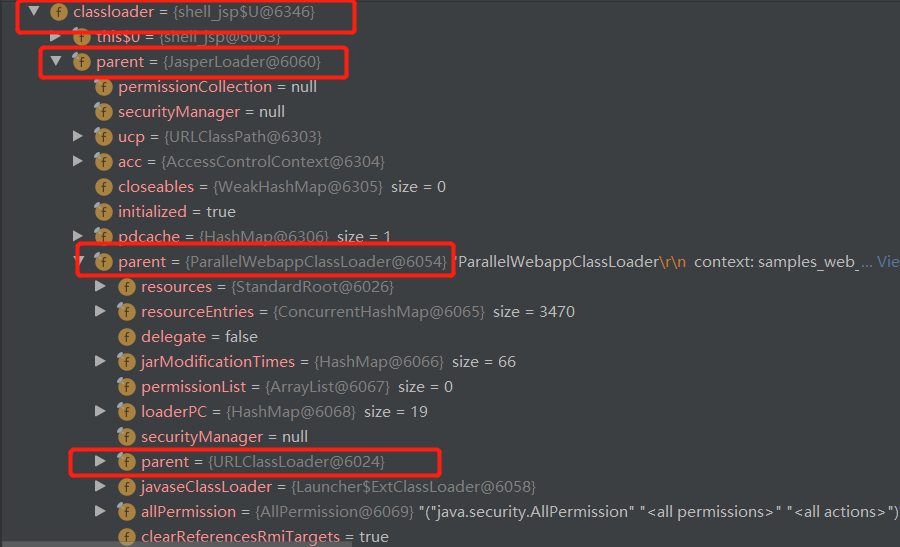 classloader = {shell_jsp$U@6346}
this$0 = {shell_jsp@6063}
parent = {JasperLoader@6060}
permissionCollection = null
securityManager = null
ucp = {URLClassPath@6303}
acc = {AccessControlContext@6304}
closeables = {WeakHashMap@6305} size = 0
initialized = true
pdcache = {HashMap@6306} size = 1
parent = {ParallelWebappClassLoader@6054} "ParallelWebappClassLoader\r\n context: samples_web_... Vie
resources = {StandardRoot@6026}
resourceEntries = {ConcurrentHashMap@6065} size = 3470
delegate = false
jarModificationTimes = {HashMap@6066} size = 66
permissionList = {ArrayList@6067} size = 0
loaderPC = {HashMap@6068} size = 19
securityManager = null
parent = {URLClassLoader@6024}
javaseClassLoader = {Launcher$ExtClassLoader@6058}
allPermission = {AllPermission@6069} "("java.security.AllPermission" "<all permissions>" "<all actions>")
clearReferencesRmiTargets = true